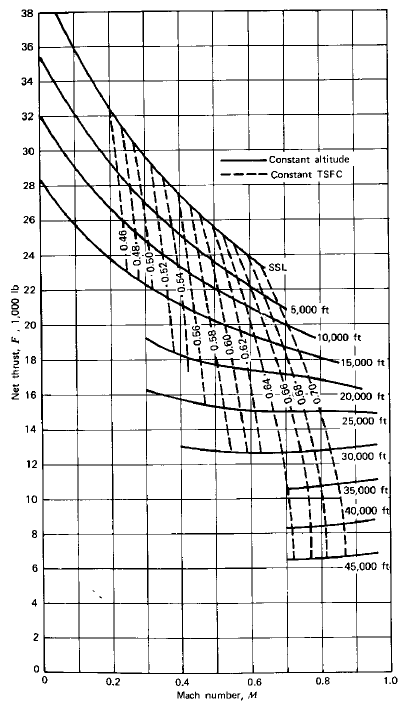 38
36
34
32
30
28
26
24
22
20
18
16
14
12
10
8
6
4
2
0
Net thrust, F, 1,000 lb
Constant altitude
Constant TSFC
SSL
5,000 ft
10,000 ft
15,000 ft
20,000 ft
25,000 ft
30,000 ft
35,000 ft
40,000 ft
45,000 ft
0.46
0.48
0.50
0.52
0.54
0.56
0.58
0.60
0.62
0.64
0.66
0.68
0.70
0
0.2
0.4
0.6
0.8
1.0
Mach number, M